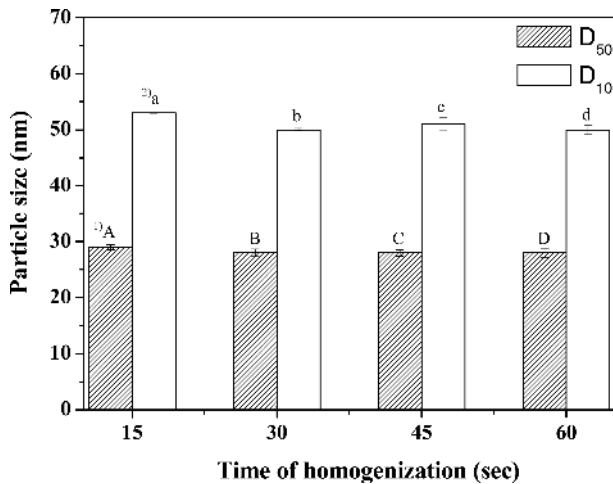 70
60
50
40
30
20
10
0
Particle size (nm)
D50
D10
2)a
b
c
d
1)A
B
C
D
15
30
45
60
Time of homogenization (sec)